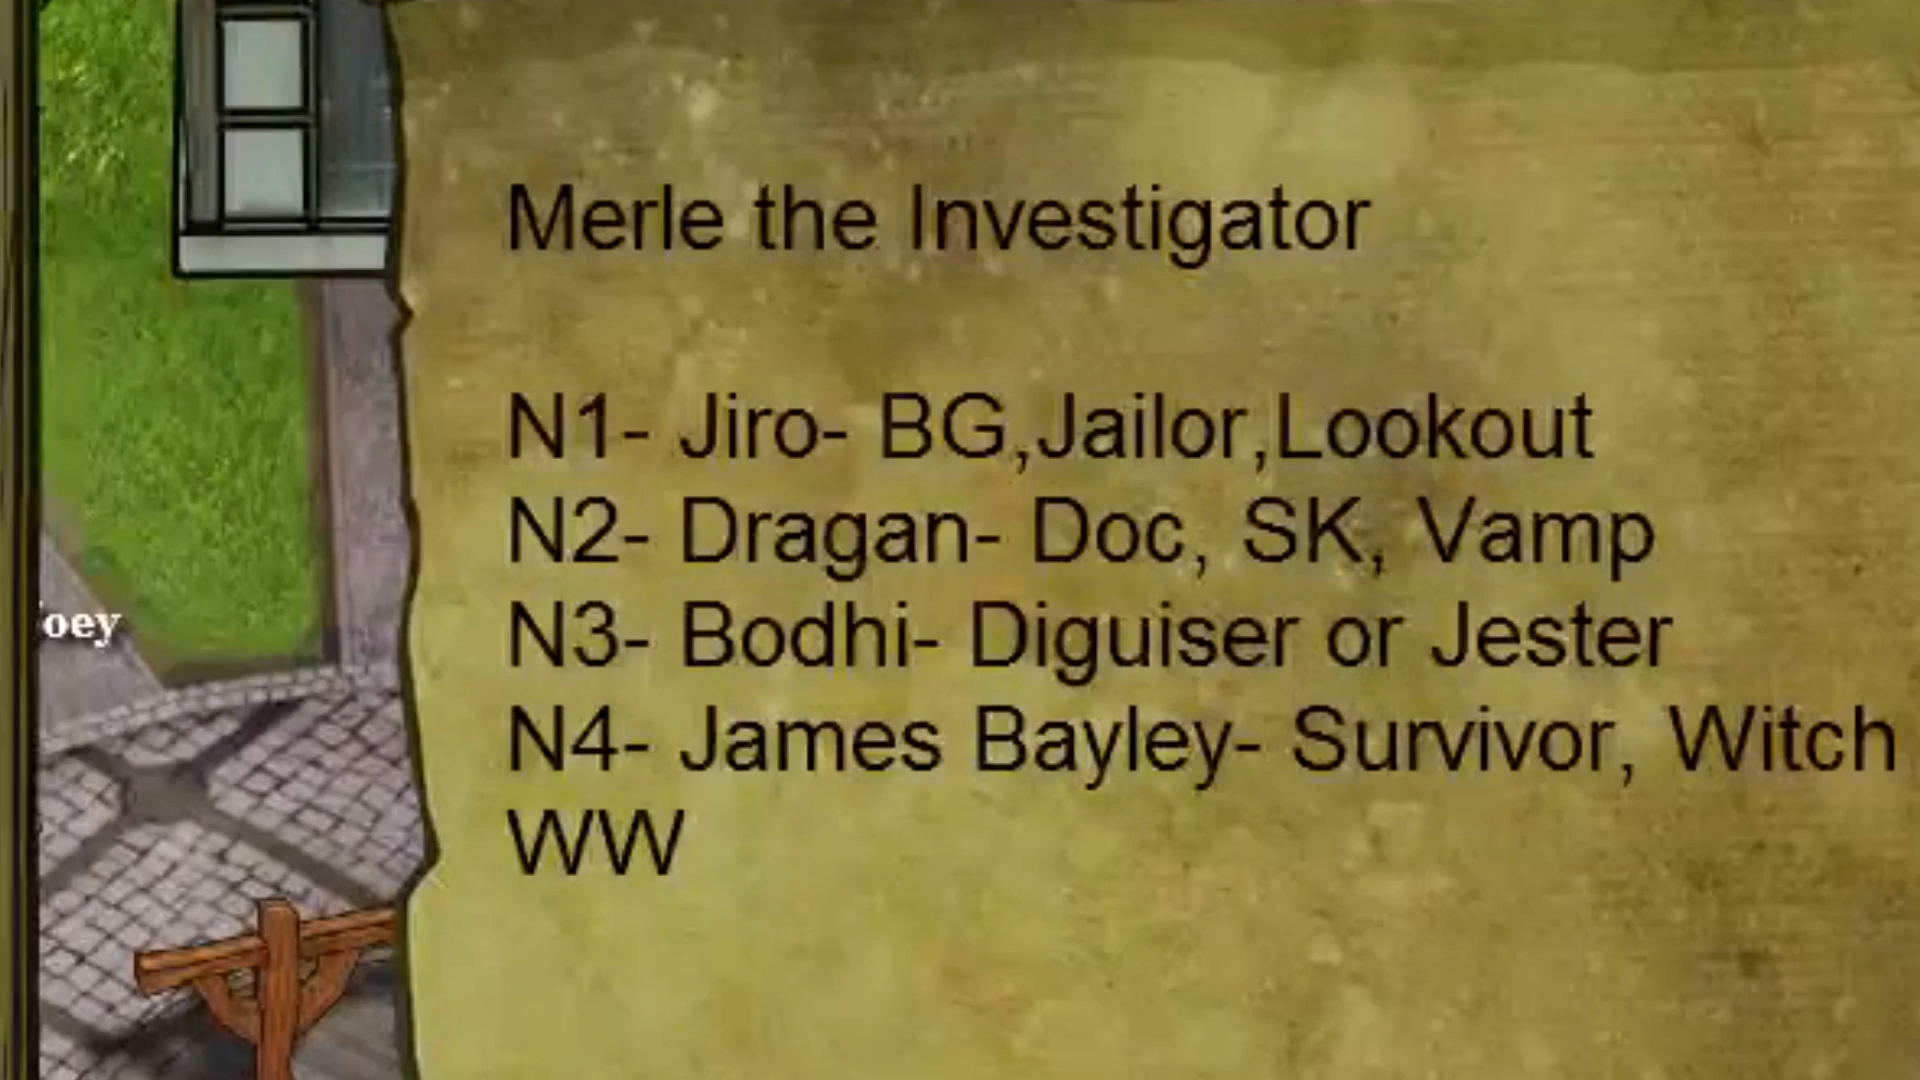 Merle the Investigator
N1- Jiro- BG,Jailor,Lookout
N2- Dragan- Doc, SK, Vamp
N3- Bodhi- Diguiser or Jester
oey
N4- James Bayley- Survivor, Witch
WW